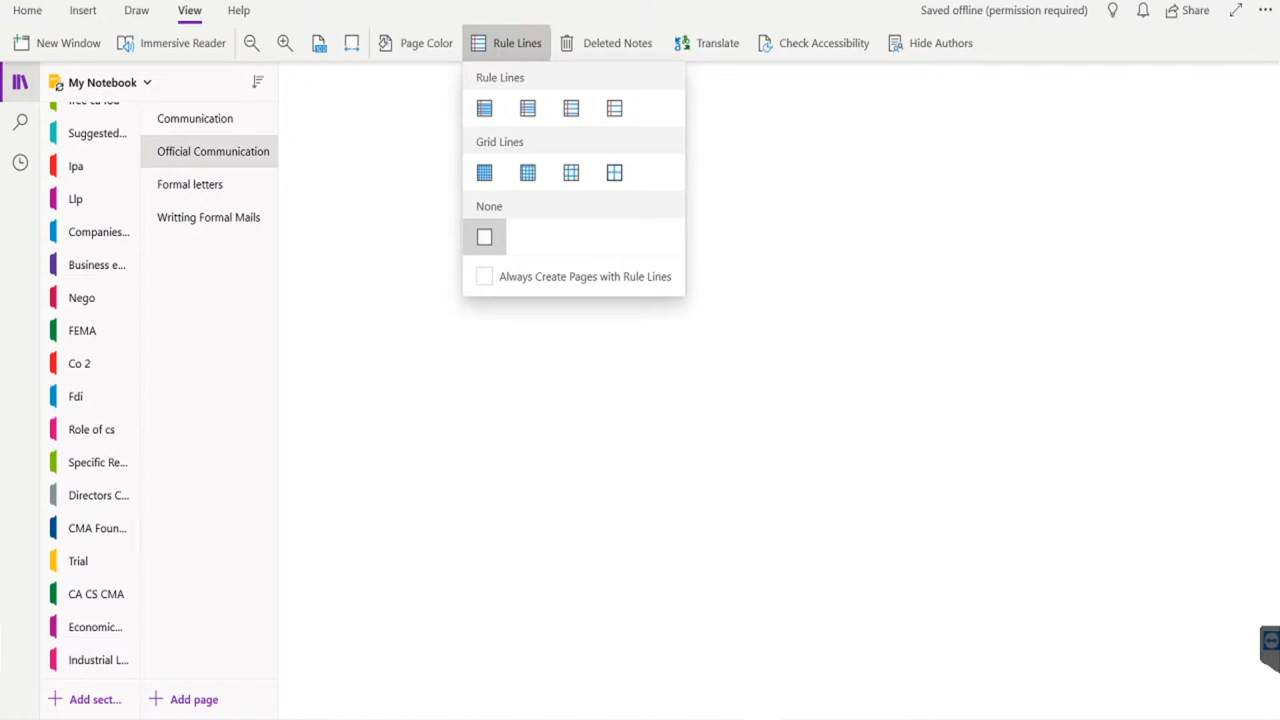 Home Insert Draw View Help Saved offline (permission required) Share
New Window Immersive Reader Page Color Rule Lines Deleted Notes Translate Check Accessibility Hide Authors
My Notebook
Suggested...
Ipa
Llp
Companies...
Business e...
Nego
FEMA
Co 2
Fdi
Role of cs
Specific Re...
Directors C...
CMA Foun...
Trial
CA CS CMA
Economic...
Industrial L...
Add sect...
Communication
Official Communication
Formal letters
Writting Formal Mails
Add page
Rule Lines
Grid Lines
None
Always Create Pages with Rule Lines